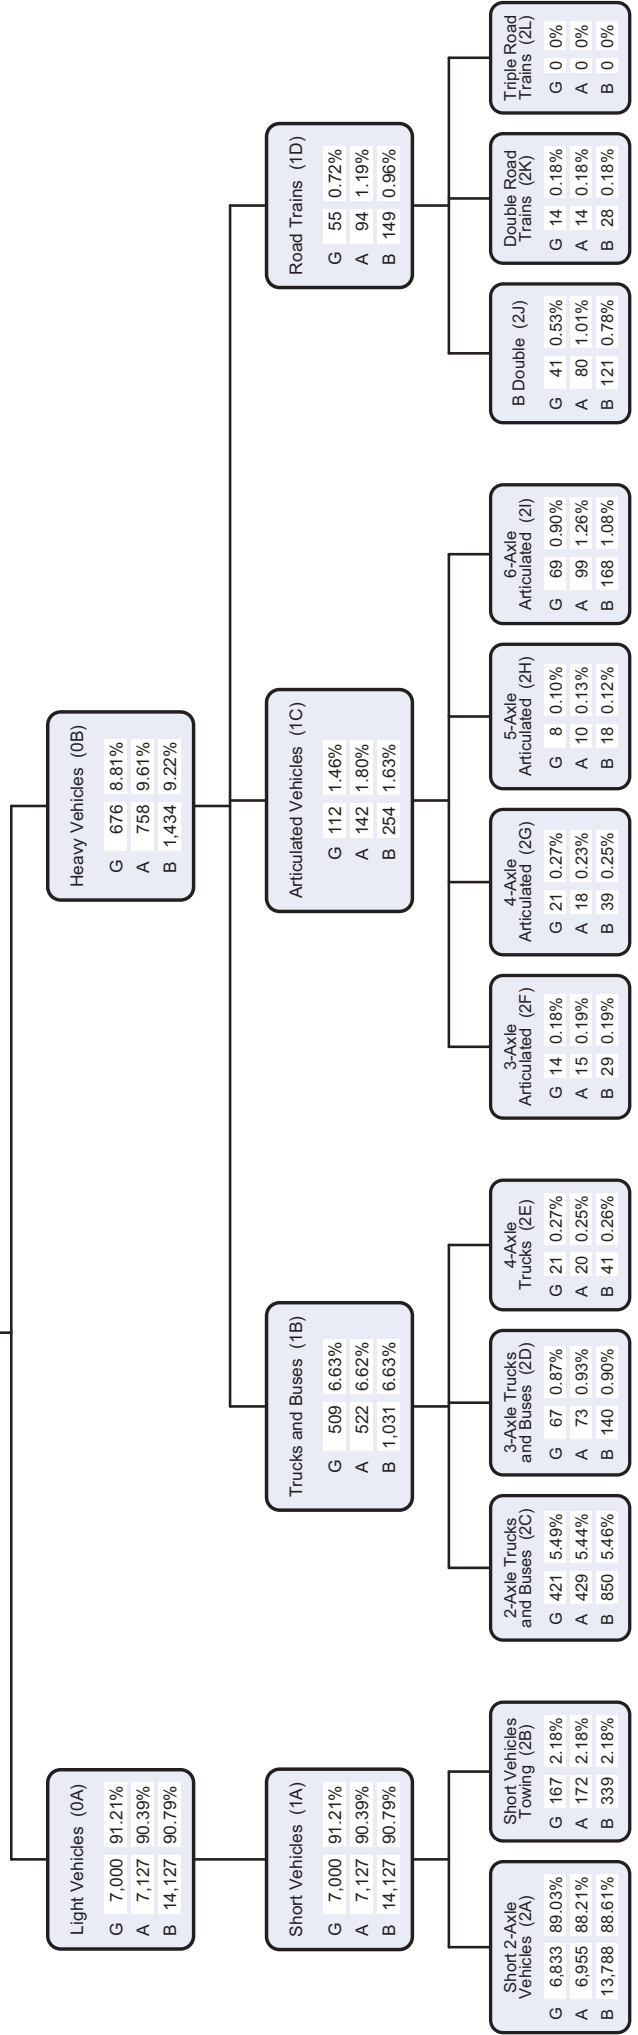 Light Vehicles (0A)
G 7,000 91.21%
A 7,127 90.39%
B 14,127 90.79%
Heavy Vehicles (0B)
G 676 8.81%
A 758 9.61%
B 1,434 9.22%
Short Vehicles (1A)
G 7,000 91.21%
A 7,127 90.39%
B 14,127 90.79%
Trucks and Buses (1B)
G 509 6.63%
A 522 6.62%
B 1,031 6.63%
Articulated Vehicles (1C)
G 112 1.46%
A 142 1.80%
B 254 1.63%
Road Trains (1D)
G 55 0.72%
A 94 1.19%
B 149 0.96%
Short 2-Axle
Vehicles (2A)
G 6,833 89.03%
A 6,955 88.21%
B 13,788 88.61%
Short Vehicles
Towing (2B)
G 167 2.18%
A 172 2.18%
B 339 2.18%
2-Axle Trucks
and Buses (2C)
G 421 5.49%
A 429 5.44%
B 850 5.46%
3-Axle Trucks
and Buses (2D)
G 67 0.87%
A 73 0.93%
B 140 0.90%
4-Axle
Trucks (2E)
G 21 0.27%
A 20 0.25%
B 41 0.26%
3-Axle
Articulated (2F)
G 14 0.18%
A 15 0.19%
B 29 0.19%
4-Axle
Articulated (2G)
G 21 0.27%
A 18 0.23%
B 39 0.25%
5-Axle
Articulated (2H)
G 8 0.10%
A 10 0.13%
B 18 0.12%
6-Axle
Articulated (2I)
G 69 0.90%
A 99 1.26%
B 168 1.08%
B Double (2J)
G 41 0.53%
A 80 1.01%
B 121 0.78%
Double Road
Trains (2K)
G 14 0.18%
A 14 0.18%
B 28 0.18%
Triple Road
Trains (2L)
G 0 0%
A 0 0%
B 0 0%